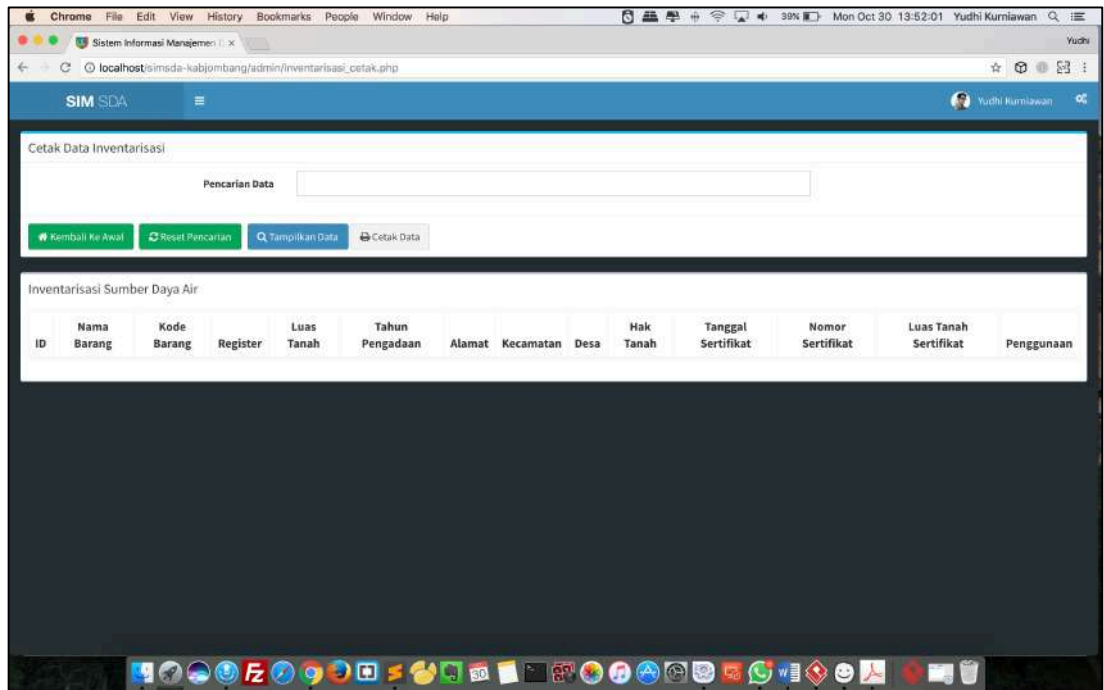 Chrome File Edit View History Bookmarks People Window Help 39% Mon Oct 30 13:52:01 Yudhi Kurniawan
Sistem Informasi Manajemen Yudhi
localhost/simsda-kabjombang/admin/inventarisasi_cetak.php
SIM SDA Yudhi Kurniawan
Cetak Data Inventarisasi
Pencarian Data
Kembali Ke Awal Reset Pencarian Tampilkan Data Cetak Data
Inventarisasi Sumber Daya Air
ID Nama Barang Kode Barang Register Luas Tanah Tahun Pengadaan Alamat Kecamatan Desa Hak Tanah Tanggal Sertifikat Nomor Sertifikat Luas Tanah Sertifikat Penggunaan
Fz 30